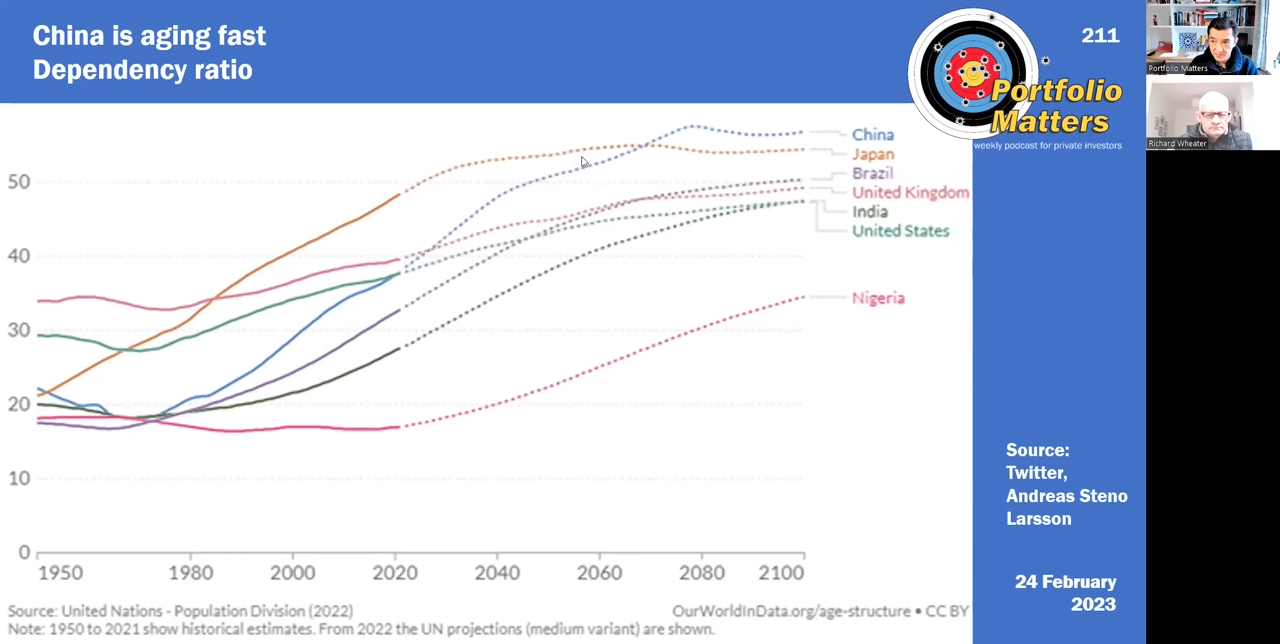 China is aging fast
Dependency ratio
211
Portfolio
Matters
weekly podcast for private investors
Portfolio Matters
Richard Wheater
50
40
30
20
10
0
1950
1980
2000
2020
2040
2060
2080
2100
China
Japan
Brazil
United Kingdom
India
United States
Nigeria
Source:
Twitter,
Andreas Steno
Larsson
24 February
2023
Source: United Nations - Population Division (2022)
OurWorldInData.org/age-structure • CC BY
Note: 1950 to 2021 show historical estimates. From 2022 the UN projections (medium variant) are shown.